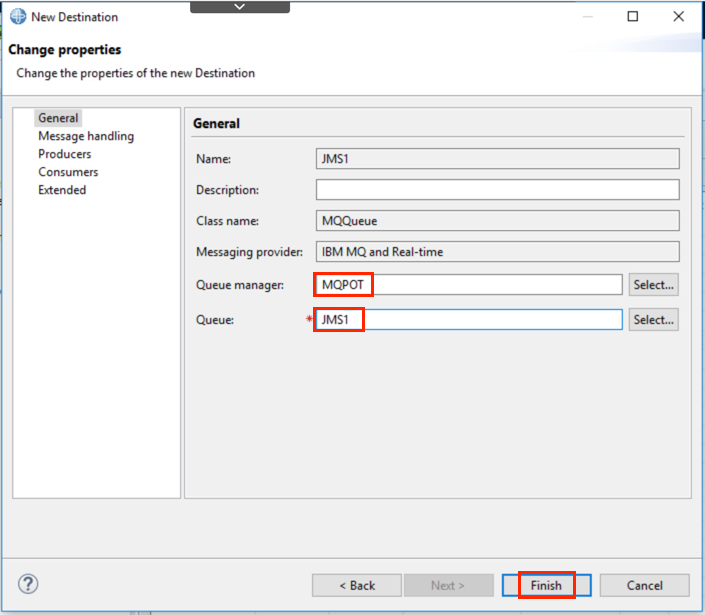 New Destination
Change properties
Change the properties of the new Destination
General
Message handling
Producers
Consumers
Extended
General
Name: JMS1
Description:
Class name: MQQueue
Messaging provider: IBM MQ and Real-time
Queue manager: MQPOT Select...
Queue: * JMS1 Select...
? < Back Next > Finish Cancel